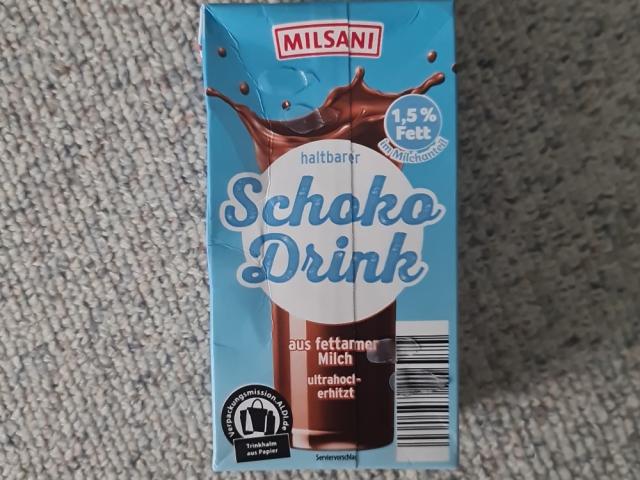 MILSANI
1,5 %
Fett
im Milchanteil
haltbarer
Schoko
Drink
aus fettarmer
Milch
ultrahoch-
erhitzt
Verpackungsmission.ALDI.de
Trinkhalm
aus Papier
Serviervorschlag